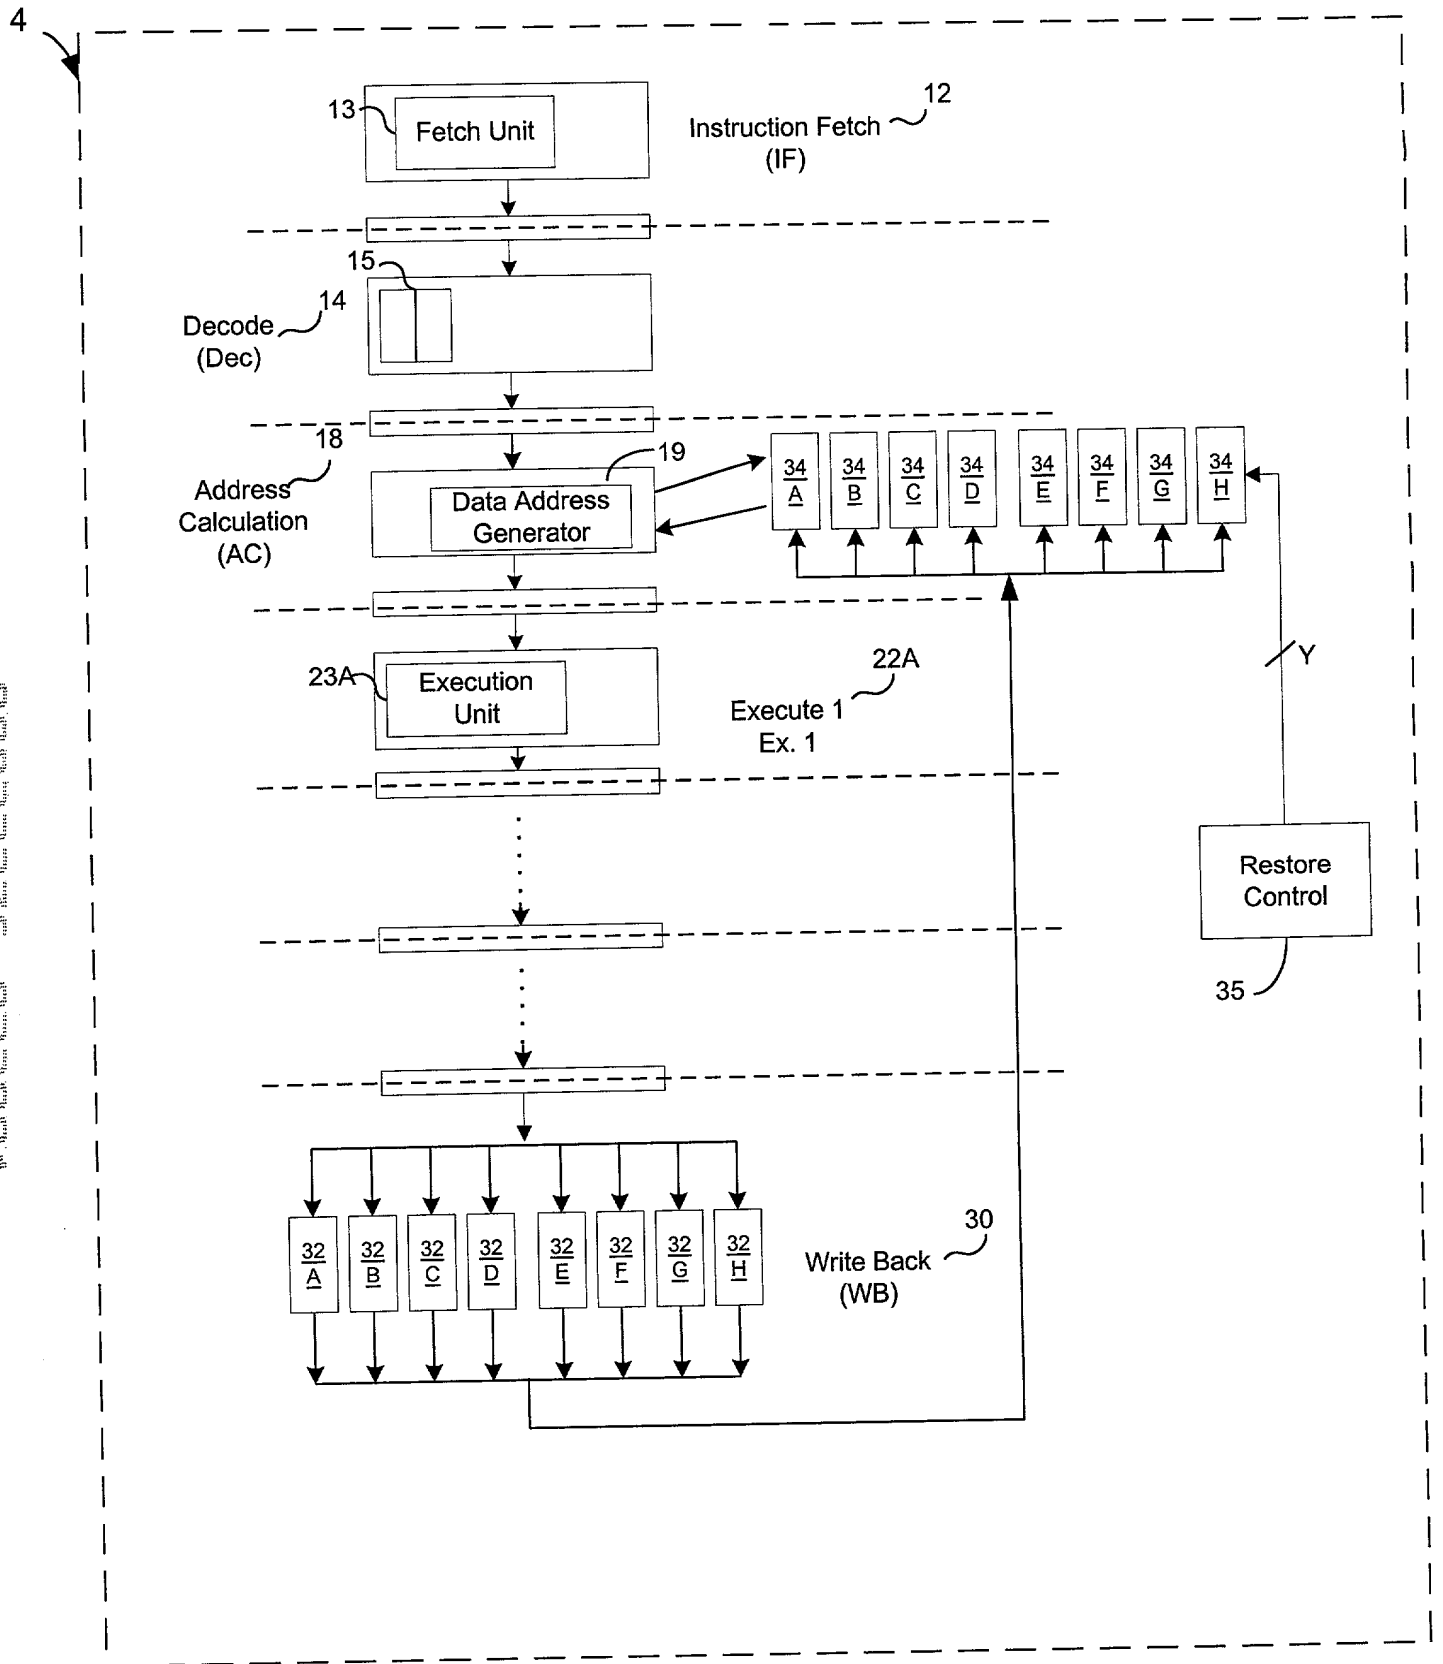 4
13
Fetch Unit
Instruction Fetch
(IF)
12
15
Decode
(Dec)
14
18
Address
Calculation
(AC)
19
Data Address
Generator
34
A
34
B
34
C
34
D
34
E
34
F
34
G
34
H
23A
Execution
Unit
Execute 1
Ex. 1
22A
Y
Restore
Control
35
32
A
32
B
32
C
32
D
32
E
32
F
32
G
32
H
Write Back
(WB)
30